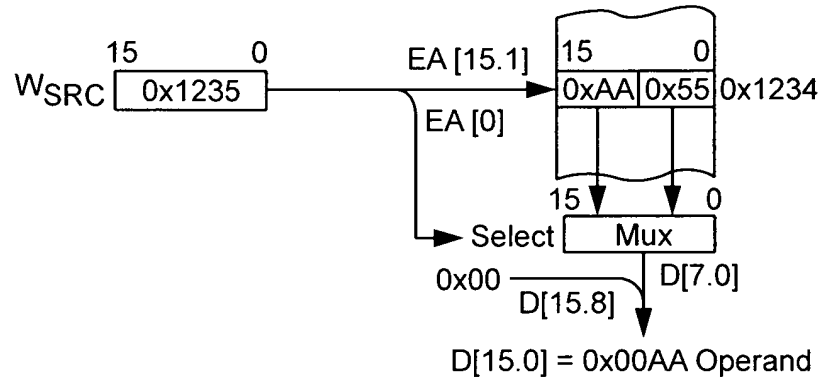 15 0
W_SRC 0x1235
EA [15.1]
EA [0]
15 0
0xAA 0x55 0x1234
15 0
Select Mux
0x00
D[15.8]
D[7.0]
D[15.0] = 0x00AA Operand